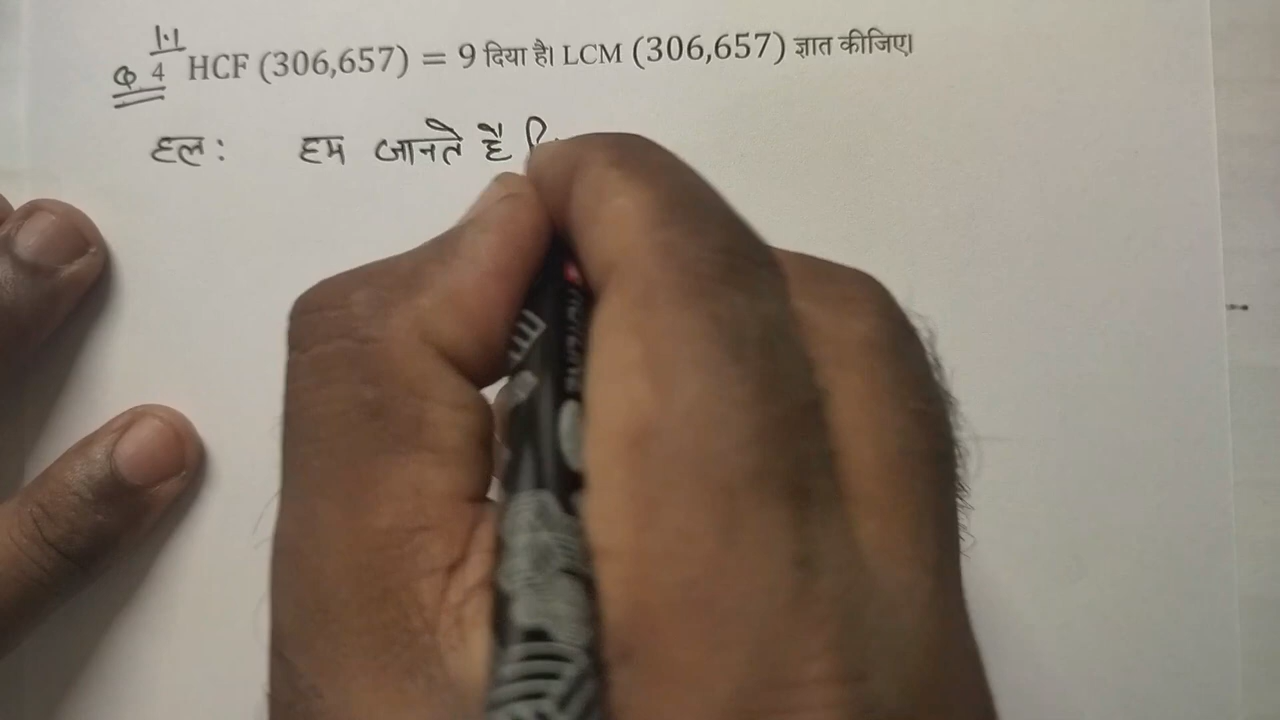 1.1
Q. 4 HCF (306,657) = 9 दिया है। LCM (306,657) ज्ञात कीजिए।
हल : हम जानते है